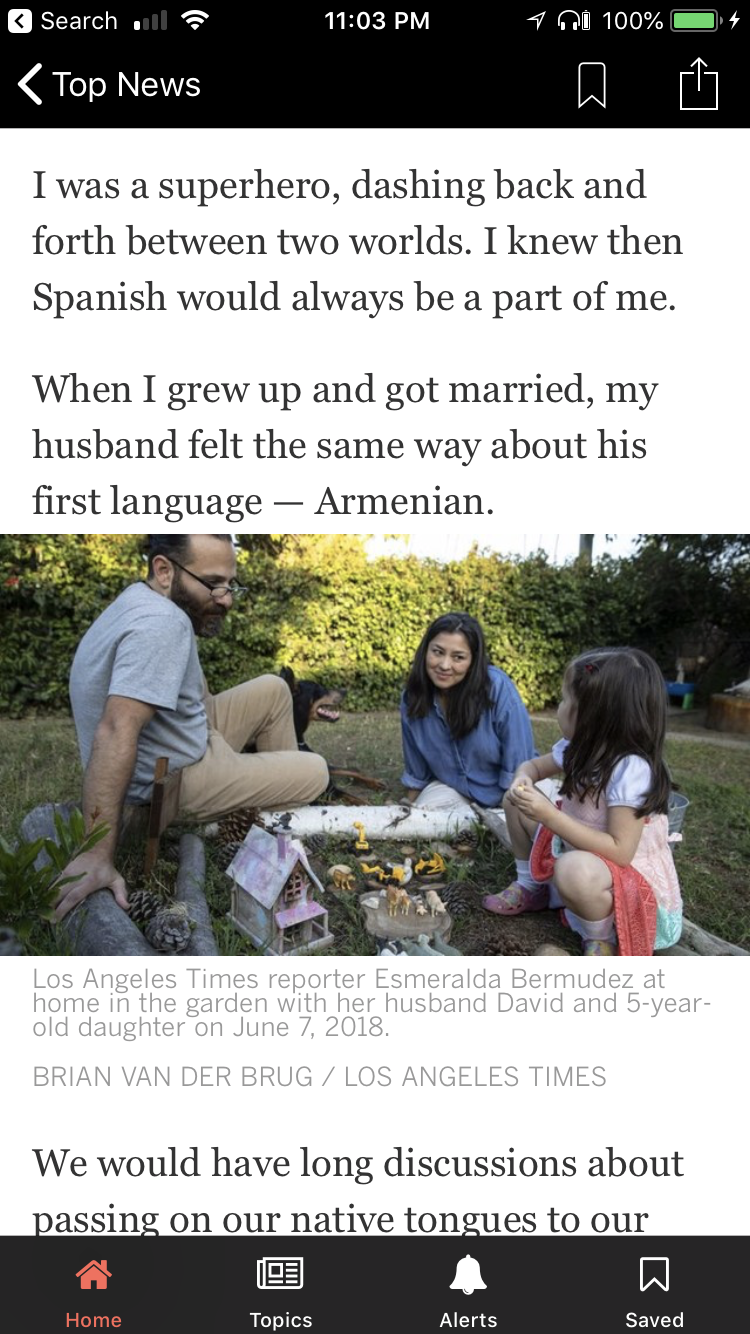 Search 11:03 PM 100%
Top News
I was a superhero, dashing back and
forth between two worlds. I knew then
Spanish would always be a part of me.
When I grew up and got married, my
husband felt the same way about his
first language — Armenian.
Los Angeles Times reporter Esmeralda Bermudez at
home in the garden with her husband David and 5-year-
old daughter on June 7, 2018.
BRIAN VAN DER BRUG / LOS ANGELES TIMES
We would have long discussions about
passing on our native tongues to our
Home Topics Alerts Saved